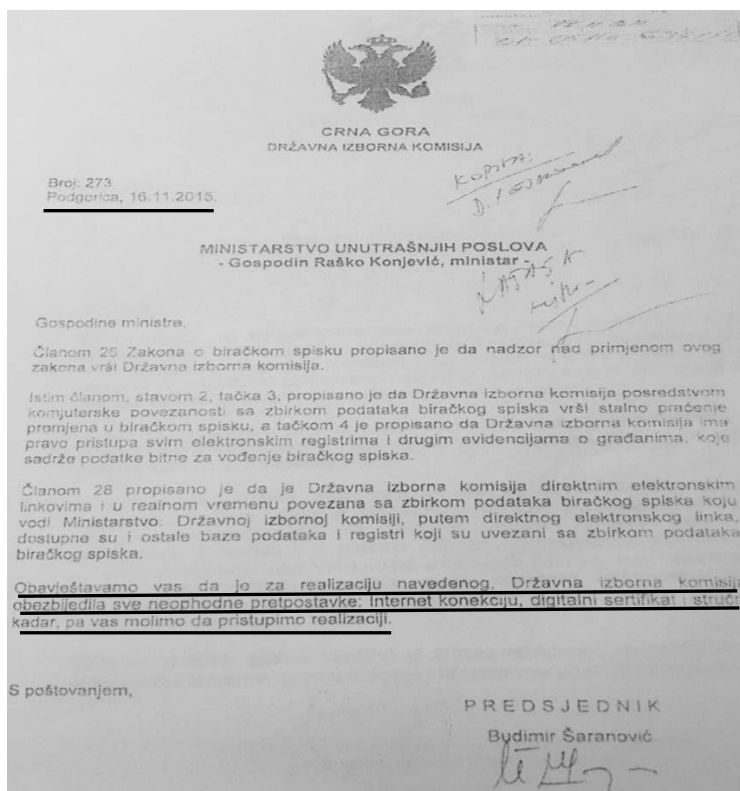 CRNA GORA
DRŽAVNA IZBORNA KOMISIJA
Broj: 273
Podgorica, 16.11.2015.
KOPIJA:
MINISTARSTVO UNUTRAŠNJIH POSLOVA
- Gospodin Raško Konjević, ministar -
Gospodine ministre,
Članom 26 Zakona o biračkom spisku propisano je da nadzor nad primjenom ovog
zakona vrši Državna izborna komisija.
Istim članom, stavom 2, tačka 3, propisano je da Državna izborna komisija posredstvom
komjuterske povezanosti sa zbirkom podataka biračkog spiska vrši stalno praćenje
promjena u biračkom spisku, a tačkom 4 je propisano da Državna izborna komisija ima
pravo pristupa svim elektronskim registrima i drugim evidencijama o građanima, koje
sadrže podatke bitne za vođenje biračkog spiska.
Članom 28 propisano je da je Državna izborna komisija direktnim elektronskim
linkovima i u realnom vremenu povezana sa zbirkom podataka biračkog spiska koju
vodi Ministarstvo. Državnoj izbornoj komisiji, putem direktnog elektronskog linka,
dostupne su i ostale baze podataka i registri koji su uvezani sa zbirkom podataka
biračkog spiska.
Obavještavamo vas da je za realizaciju navedenog, Državna izborna komisij
obezbijedila sve neophodne pretpostavke: Internet konekciju, digitalni sertifikat i stručr
kadar, pa vas molimo da pristupimo realizaciji.
S poštovanjem,
PREDSJEDNIK
Budimir Šaranović